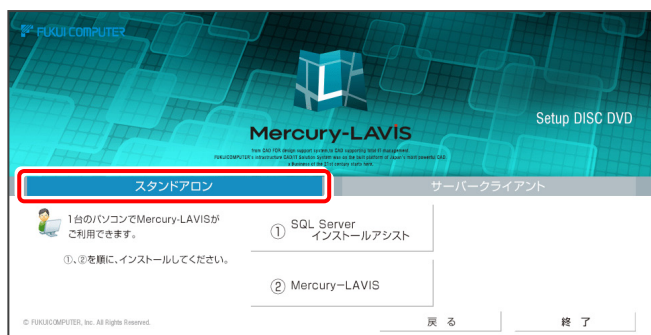 FUKUI COMPUTER
Mercury-LAVIS
Setup DISC DVD
スタンドアロン
サーバークライアント
1台のパソコンでMercury-LAVISが
ご利用できます。
①、②を順に、インストールしてください。
① SQL Server
インストールアシスト
② Mercury-LAVIS
© FUKUICOMPUTER, Inc. All Rights Reserved.
戻 る
終 了